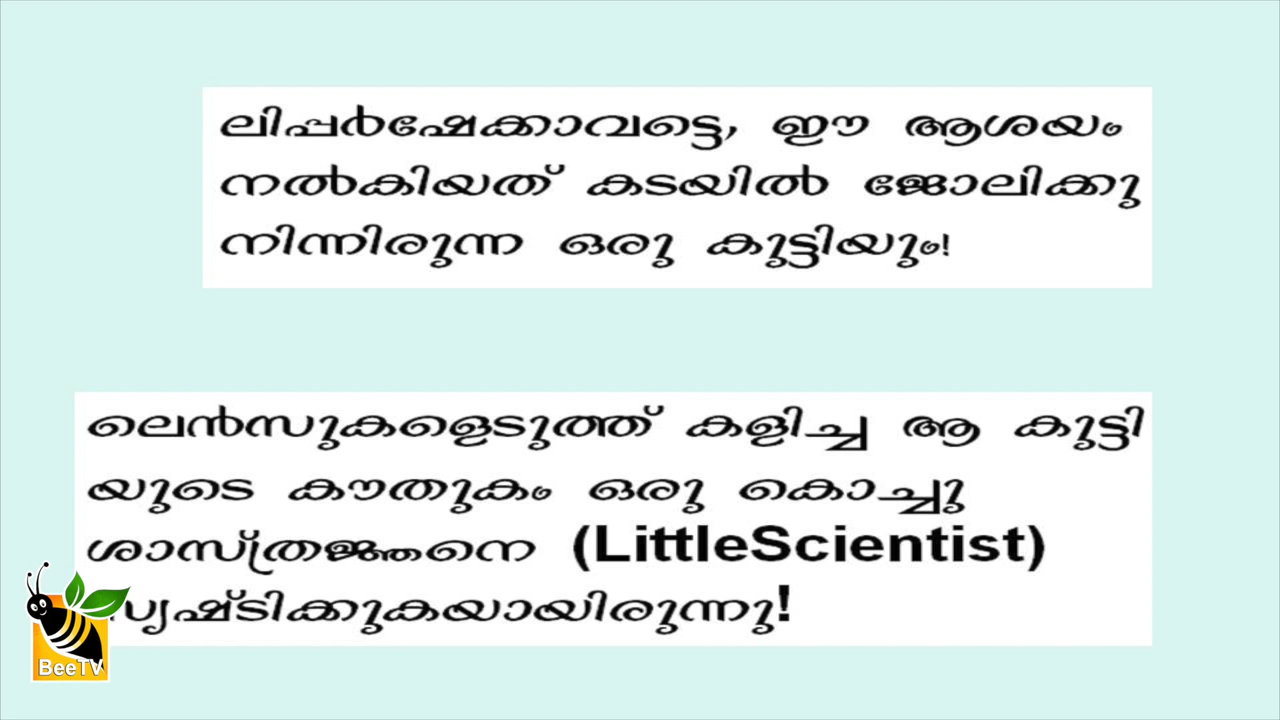 ലിപ്പർഷേക്കാവട്ടെ, ഈ ആശയം
നൽകിയത് കടയിൽ ജോലിക്കു
നിന്നിരുന്ന ഒരു കുട്ടിയും!
ലെൻസുകളെടുത്ത് കളിച്ച ആ കുട്ടി
യുടെ കൗതുകം ഒരു കൊച്ചു
ശാസ്ത്രജ്ഞനെ (LittleScientist)
സൃഷ്ടിക്കുകയായിരുന്നു!
BeeTV